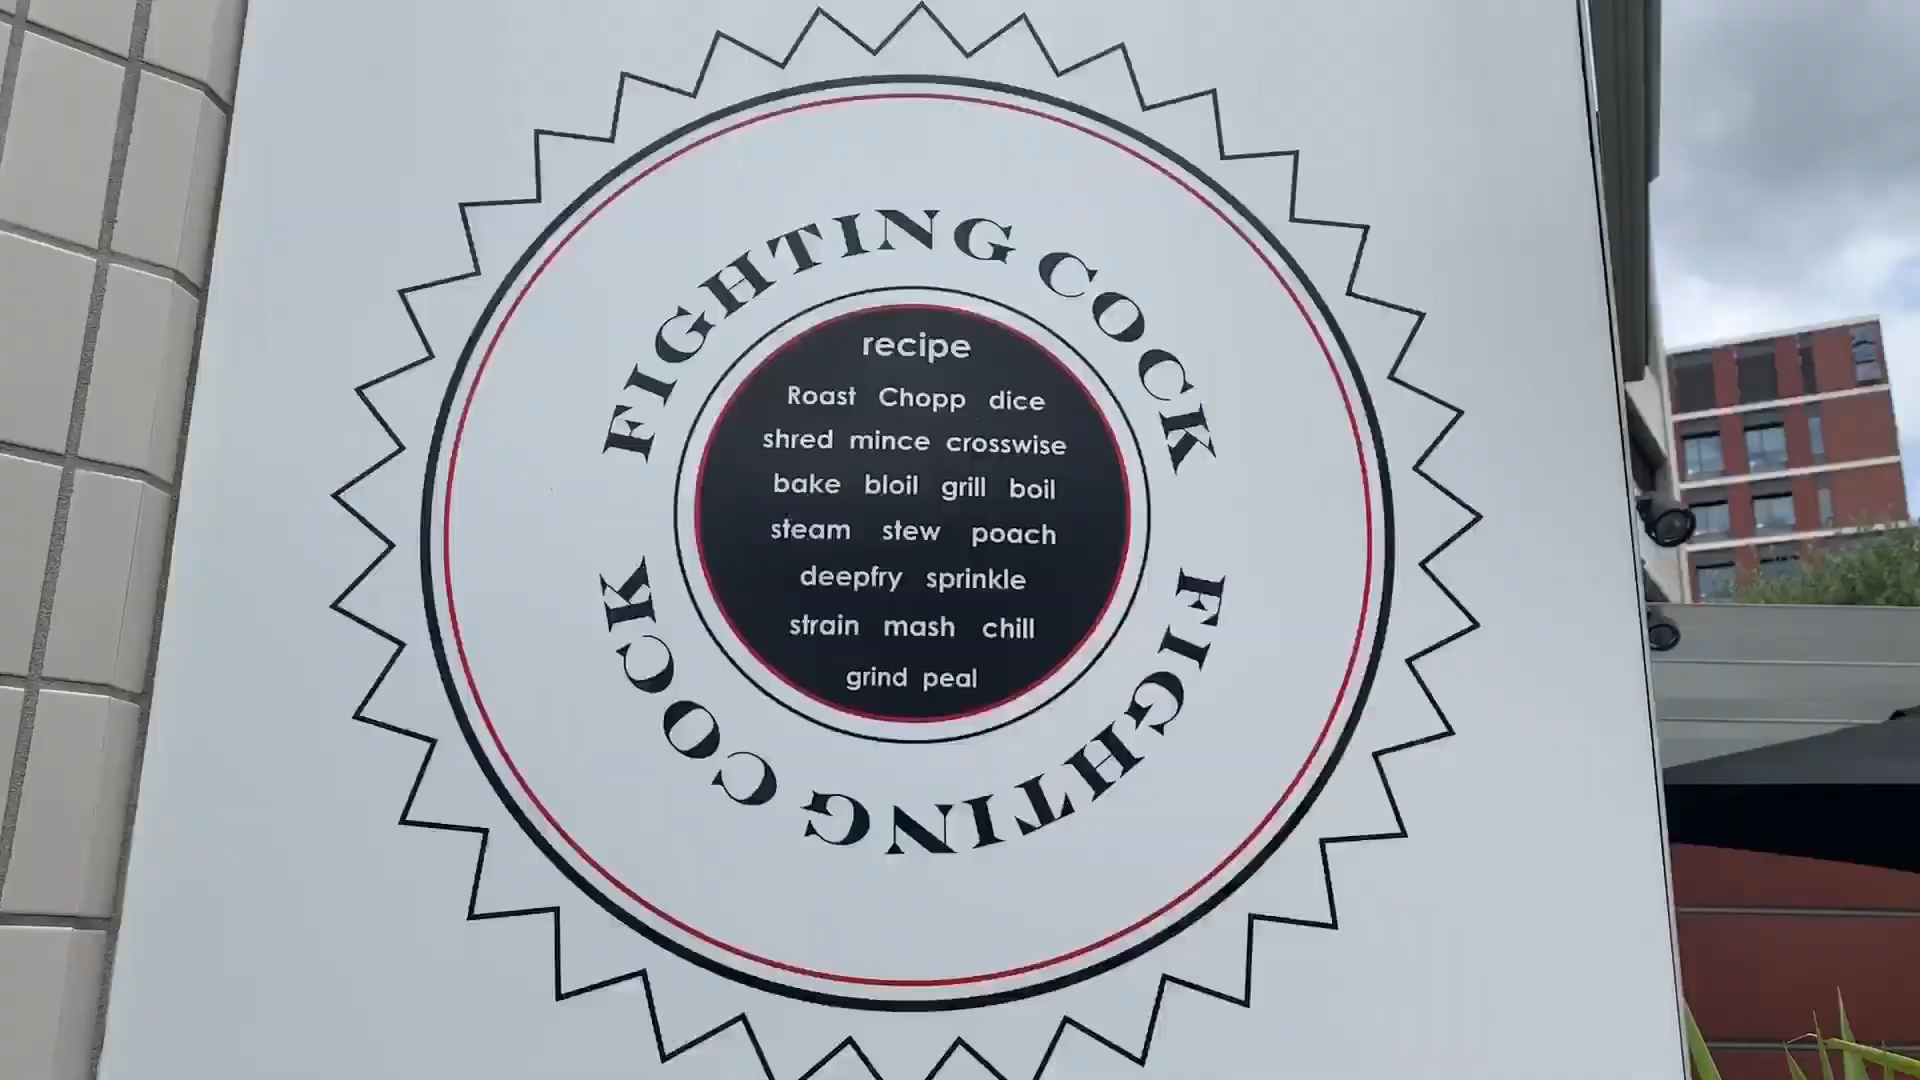 FIGHTING COCK
recipe
Roast Chopp dice
shred mince crosswise
bake bloil grill boil
steam stew poach
deepfry sprinkle
strain mash chill
grind peal
FIGHTING COCK